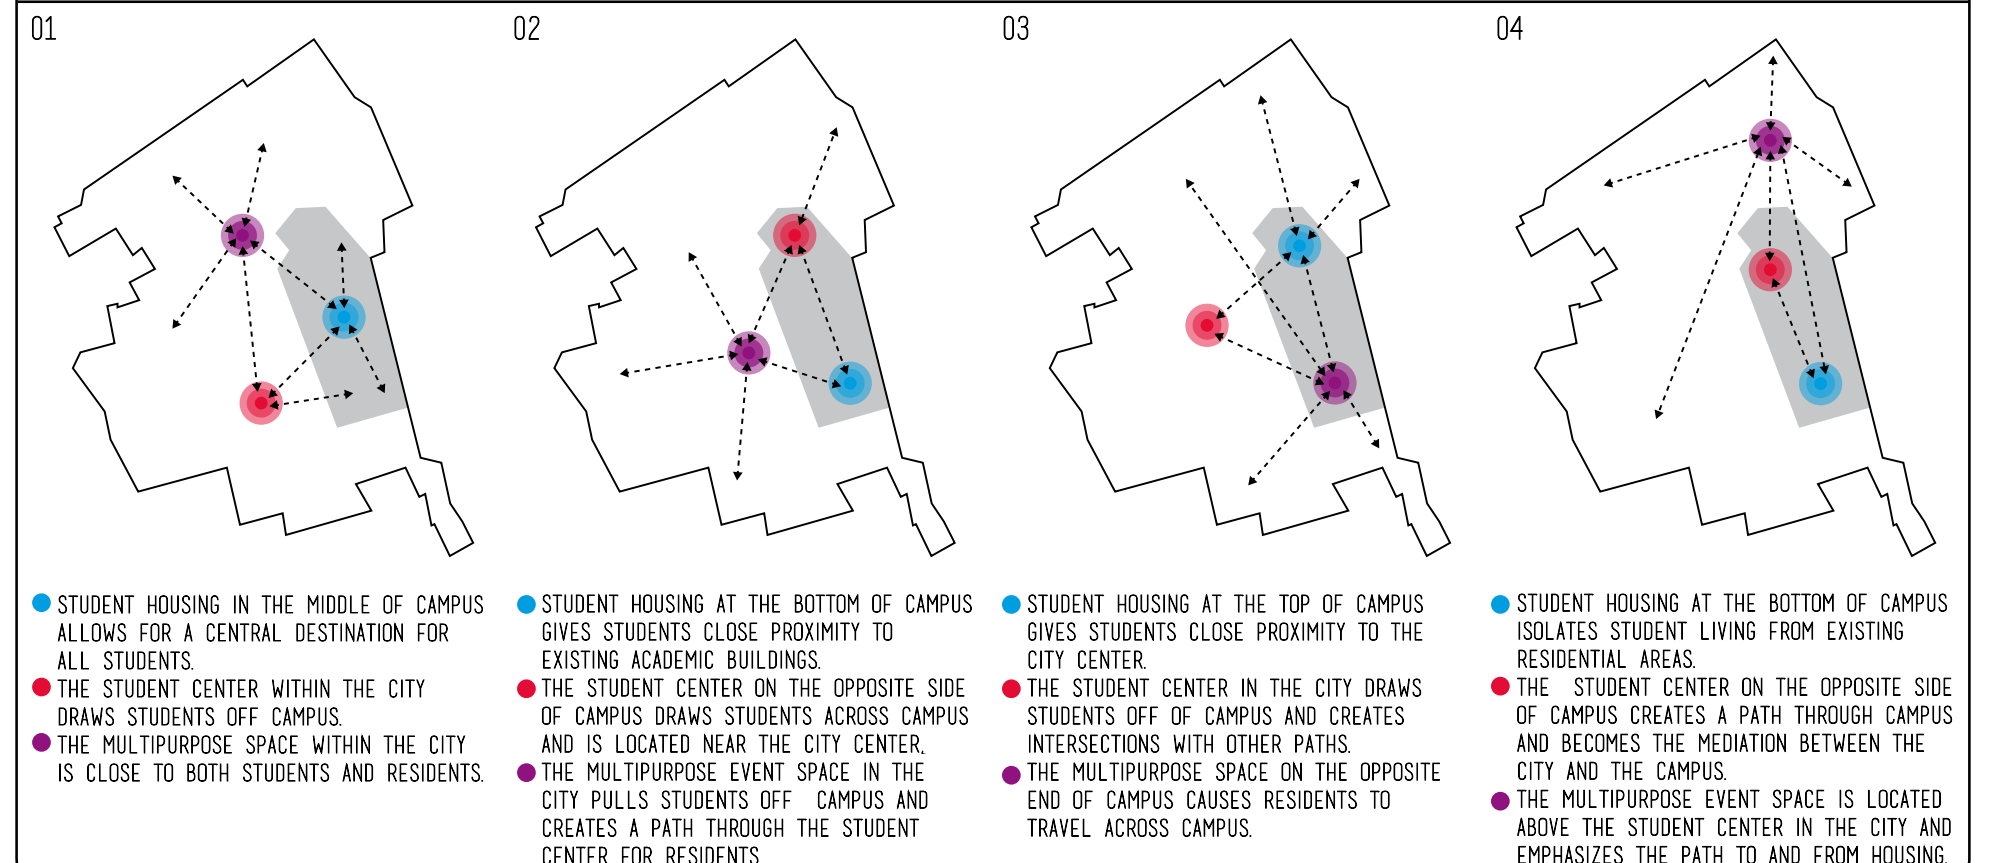 01
STUDENT HOUSING IN THE MIDDLE OF CAMPUS
ALLOWS FOR A CENTRAL DESTINATION FOR
ALL STUDENTS.
THE STUDENT CENTER WITHIN THE CITY
DRAWS STUDENTS OFF CAMPUS.
THE MULTIPURPOSE SPACE WITHIN THE CITY
IS CLOSE TO BOTH STUDENTS AND RESIDENTS.
02
STUDENT HOUSING AT THE BOTTOM OF CAMPUS
GIVES STUDENTS CLOSE PROXIMITY TO
EXISTING ACADEMIC BUILDINGS.
THE STUDENT CENTER ON THE OPPOSITE SIDE
OF CAMPUS DRAWS STUDENTS ACROSS CAMPUS
AND IS LOCATED NEAR THE CITY CENTER.
THE MULTIPURPOSE EVENT SPACE IN THE
CITY PULLS STUDENTS OFF CAMPUS AND
CREATES A PATH THROUGH THE STUDENT
CENTER FOR RESIDENTS
03
STUDENT HOUSING AT THE TOP OF CAMPUS
GIVES STUDENTS CLOSE PROXIMITY TO THE
CITY CENTER.
THE STUDENT CENTER IN THE CITY DRAWS
STUDENTS OFF OF CAMPUS AND CREATES
INTERSECTIONS WITH OTHER PATHS.
THE MULTIPURPOSE SPACE ON THE OPPOSITE
END OF CAMPUS CAUSES RESIDENTS TO
TRAVEL ACROSS CAMPUS.
04
STUDENT HOUSING AT THE BOTTOM OF CAMPUS
ISOLATES STUDENT LIVING FROM EXISTING
RESIDENTIAL AREAS.
THE STUDENT CENTER ON THE OPPOSITE SIDE
OF CAMPUS CREATES A PATH THROUGH CAMPUS
AND BECOMES THE MEDIATION BETWEEN THE
CITY AND THE CAMPUS.
THE MULTIPURPOSE EVENT SPACE IS LOCATED
ABOVE THE STUDENT CENTER IN THE CITY AND
EMPHASIZES THE PATH TO AND FROM HOUSING.